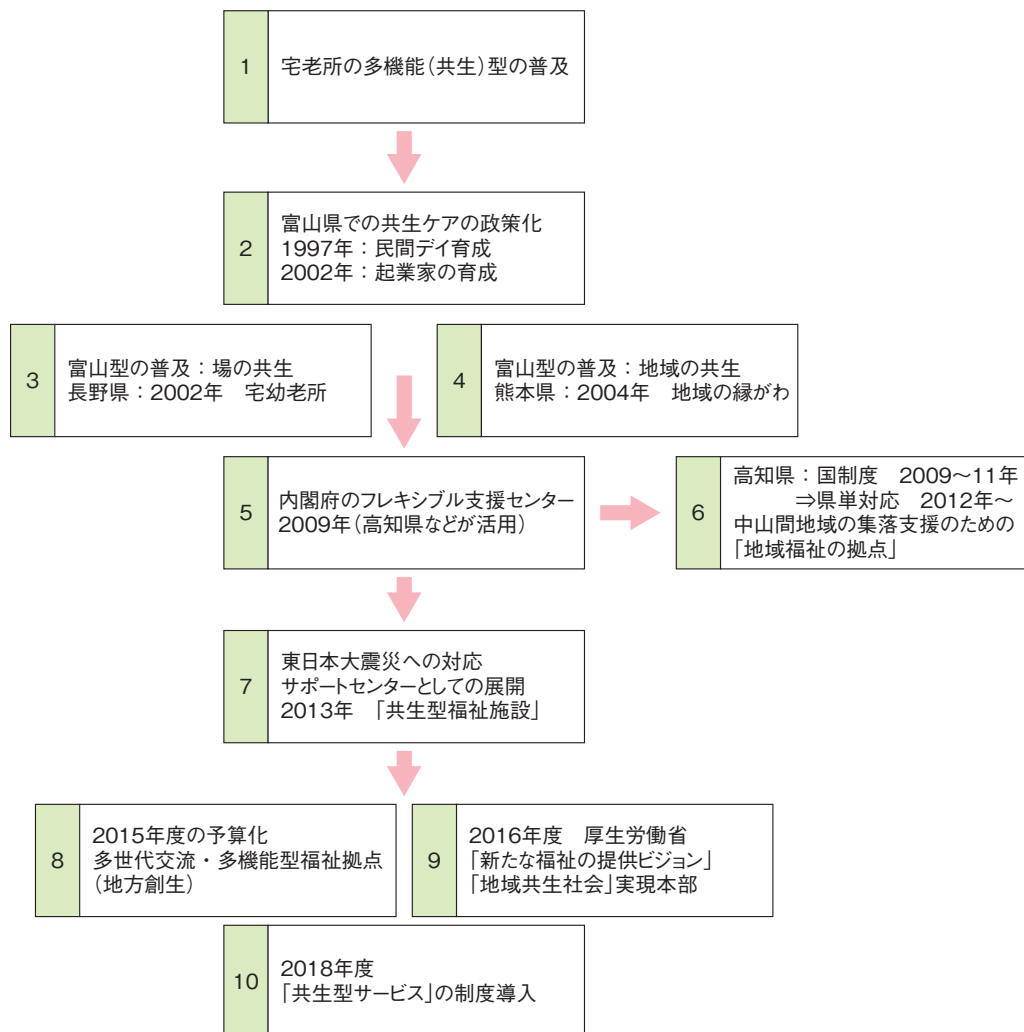 1
宅老所の多機能（共生）型の普及
2
富山県での共生ケアの政策化
1997年：民間デイ育成
2002年：起業家の育成
3
富山型の普及：場の共生
長野県：2002年　宅幼老所
4
富山型の普及：地域の共生
熊本県：2004年　地域の縁がわ
5
内閣府のフレキシブル支援センター
2009年（高知県などが活用）
6
高知県：国制度　2009～11年
⇒県単対応　2012年～
中山間地域の集落支援のための
「地域福祉の拠点」
7
東日本大震災への対応
サポートセンターとしての展開
2013年　「共生型福祉施設」
8
2015年度の予算化
多世代交流・多機能型福祉拠点
（地方創生）
9
2016年度　厚生労働省
「新たな福祉の提供ビジョン」
「地域共生社会」実現本部
10
2018年度
「共生型サービス」の制度導入